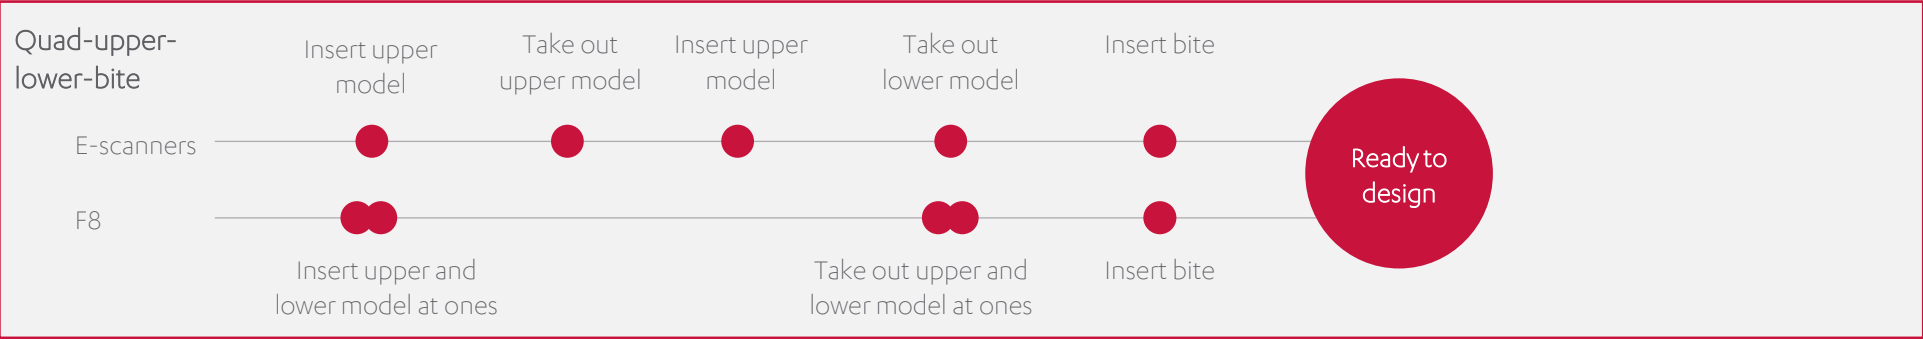 Quad-upper-
lower-bite
Insert upper
model
Take out
upper model
Insert upper
model
Take out
lower model
Insert bite
E-scanners
F8
Ready to
design
Insert upper and
lower model at ones
Take out upper and
lower model at ones
Insert bite